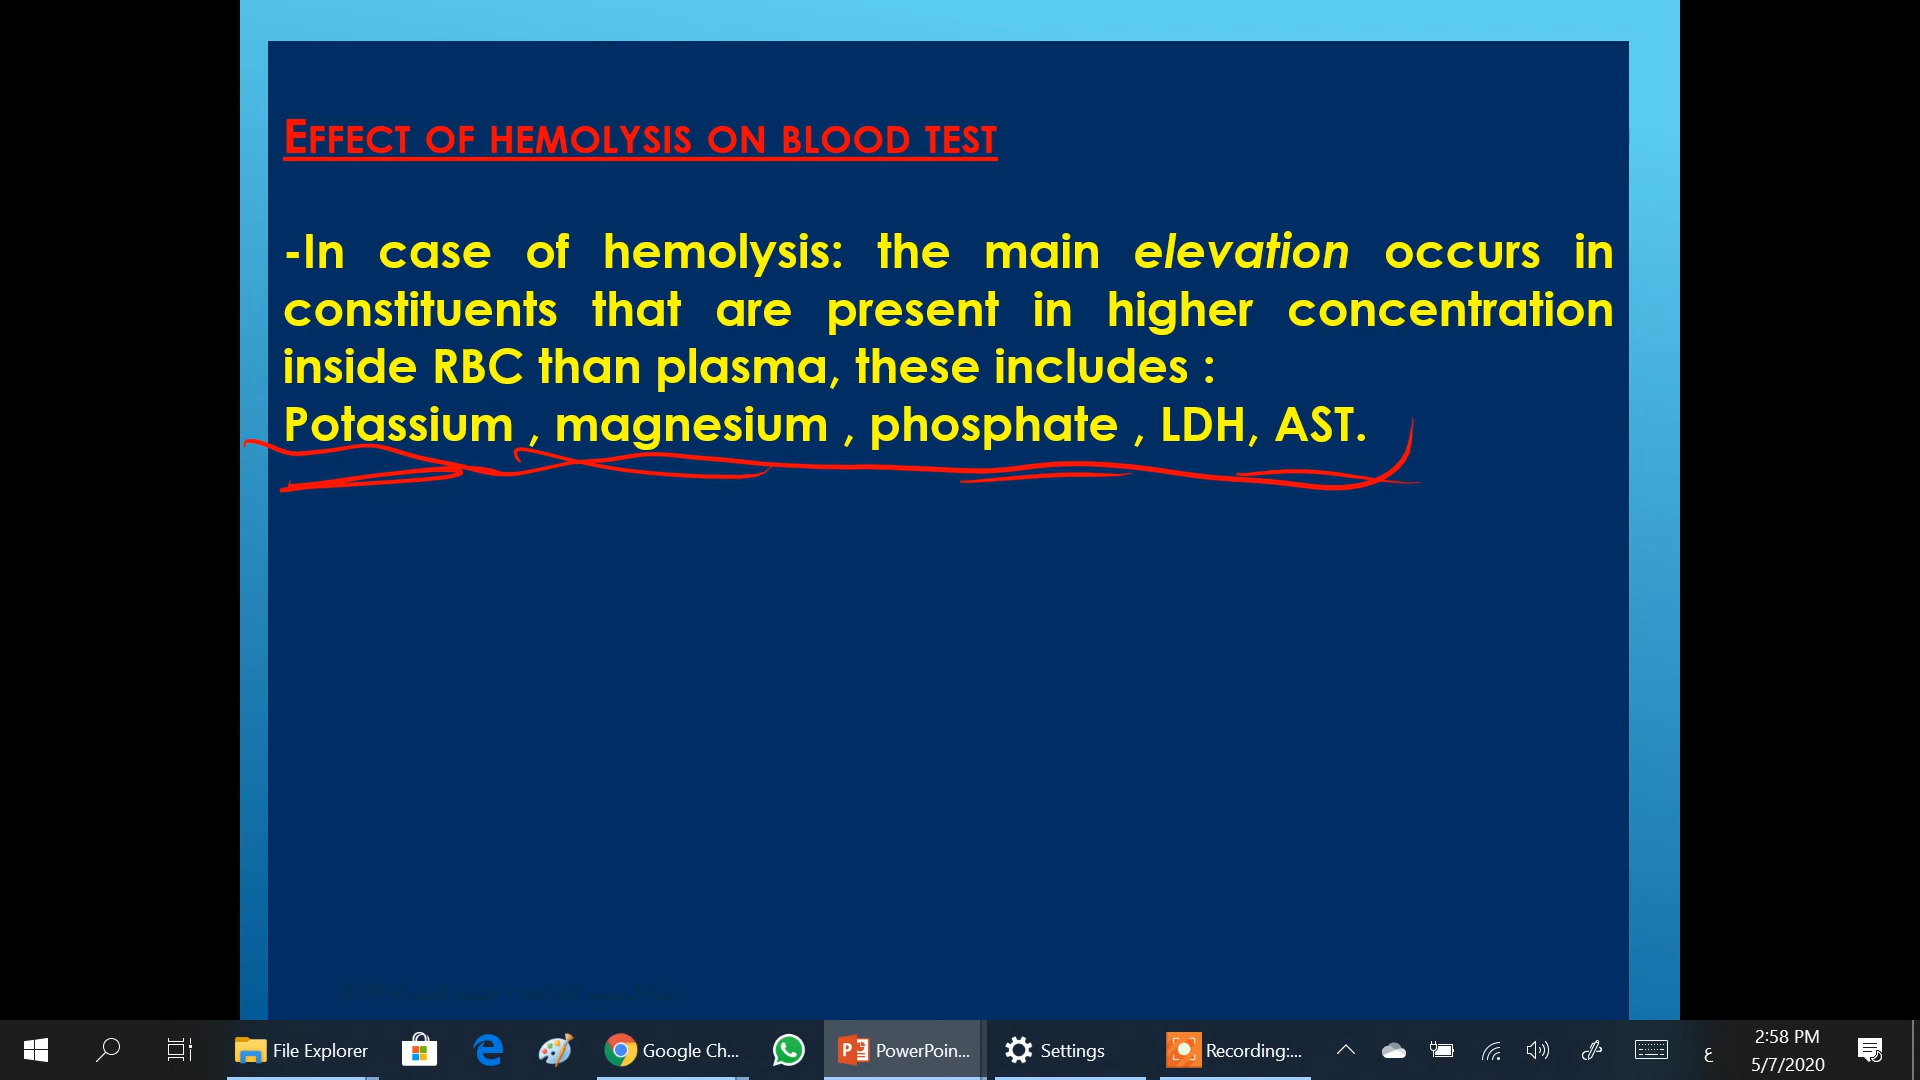 EFFECT OF HEMOLYSIS ON BLOOD TEST
-In case of hemolysis: the main elevation occurs in
constituents that are present in higher concentration
inside RBC than plasma, these includes :
Potassium , magnesium , phosphate , LDH, AST.
File Explorer
Google Ch...
PowerPoin...
Settings
Recording:...
ع
2:58 PM
5/7/2020